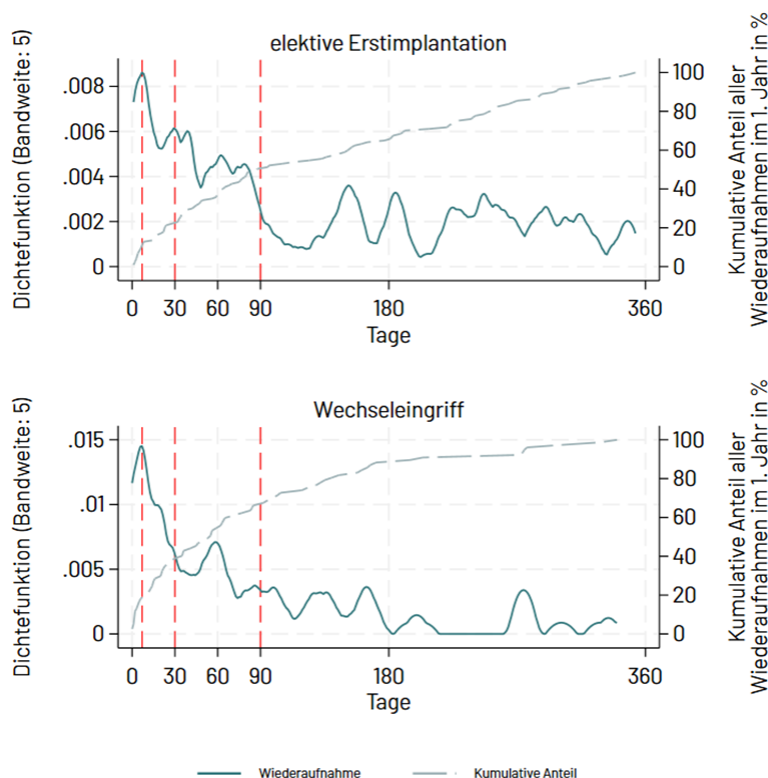 elektive Erstimplantation
Dichtefunktion (Bandweite: 5)
.008
.006
.004
.002
0
100
80
60
40
20
0
Kumulative Anteil aller
Wiederaufnahmen im 1. Jahr in %
0 30 60 90 180 360
Tage
Wechseleingriff
Dichtefunktion (Bandweite: 5)
.015
.01
.005
0
100
80
60
40
20
0
Kumulative Anteil aller
Wiederaufnahmen im 1. Jahr in %
0 30 60 90 180 360
Tage
Wiederaufnahme Kumulative Anteil